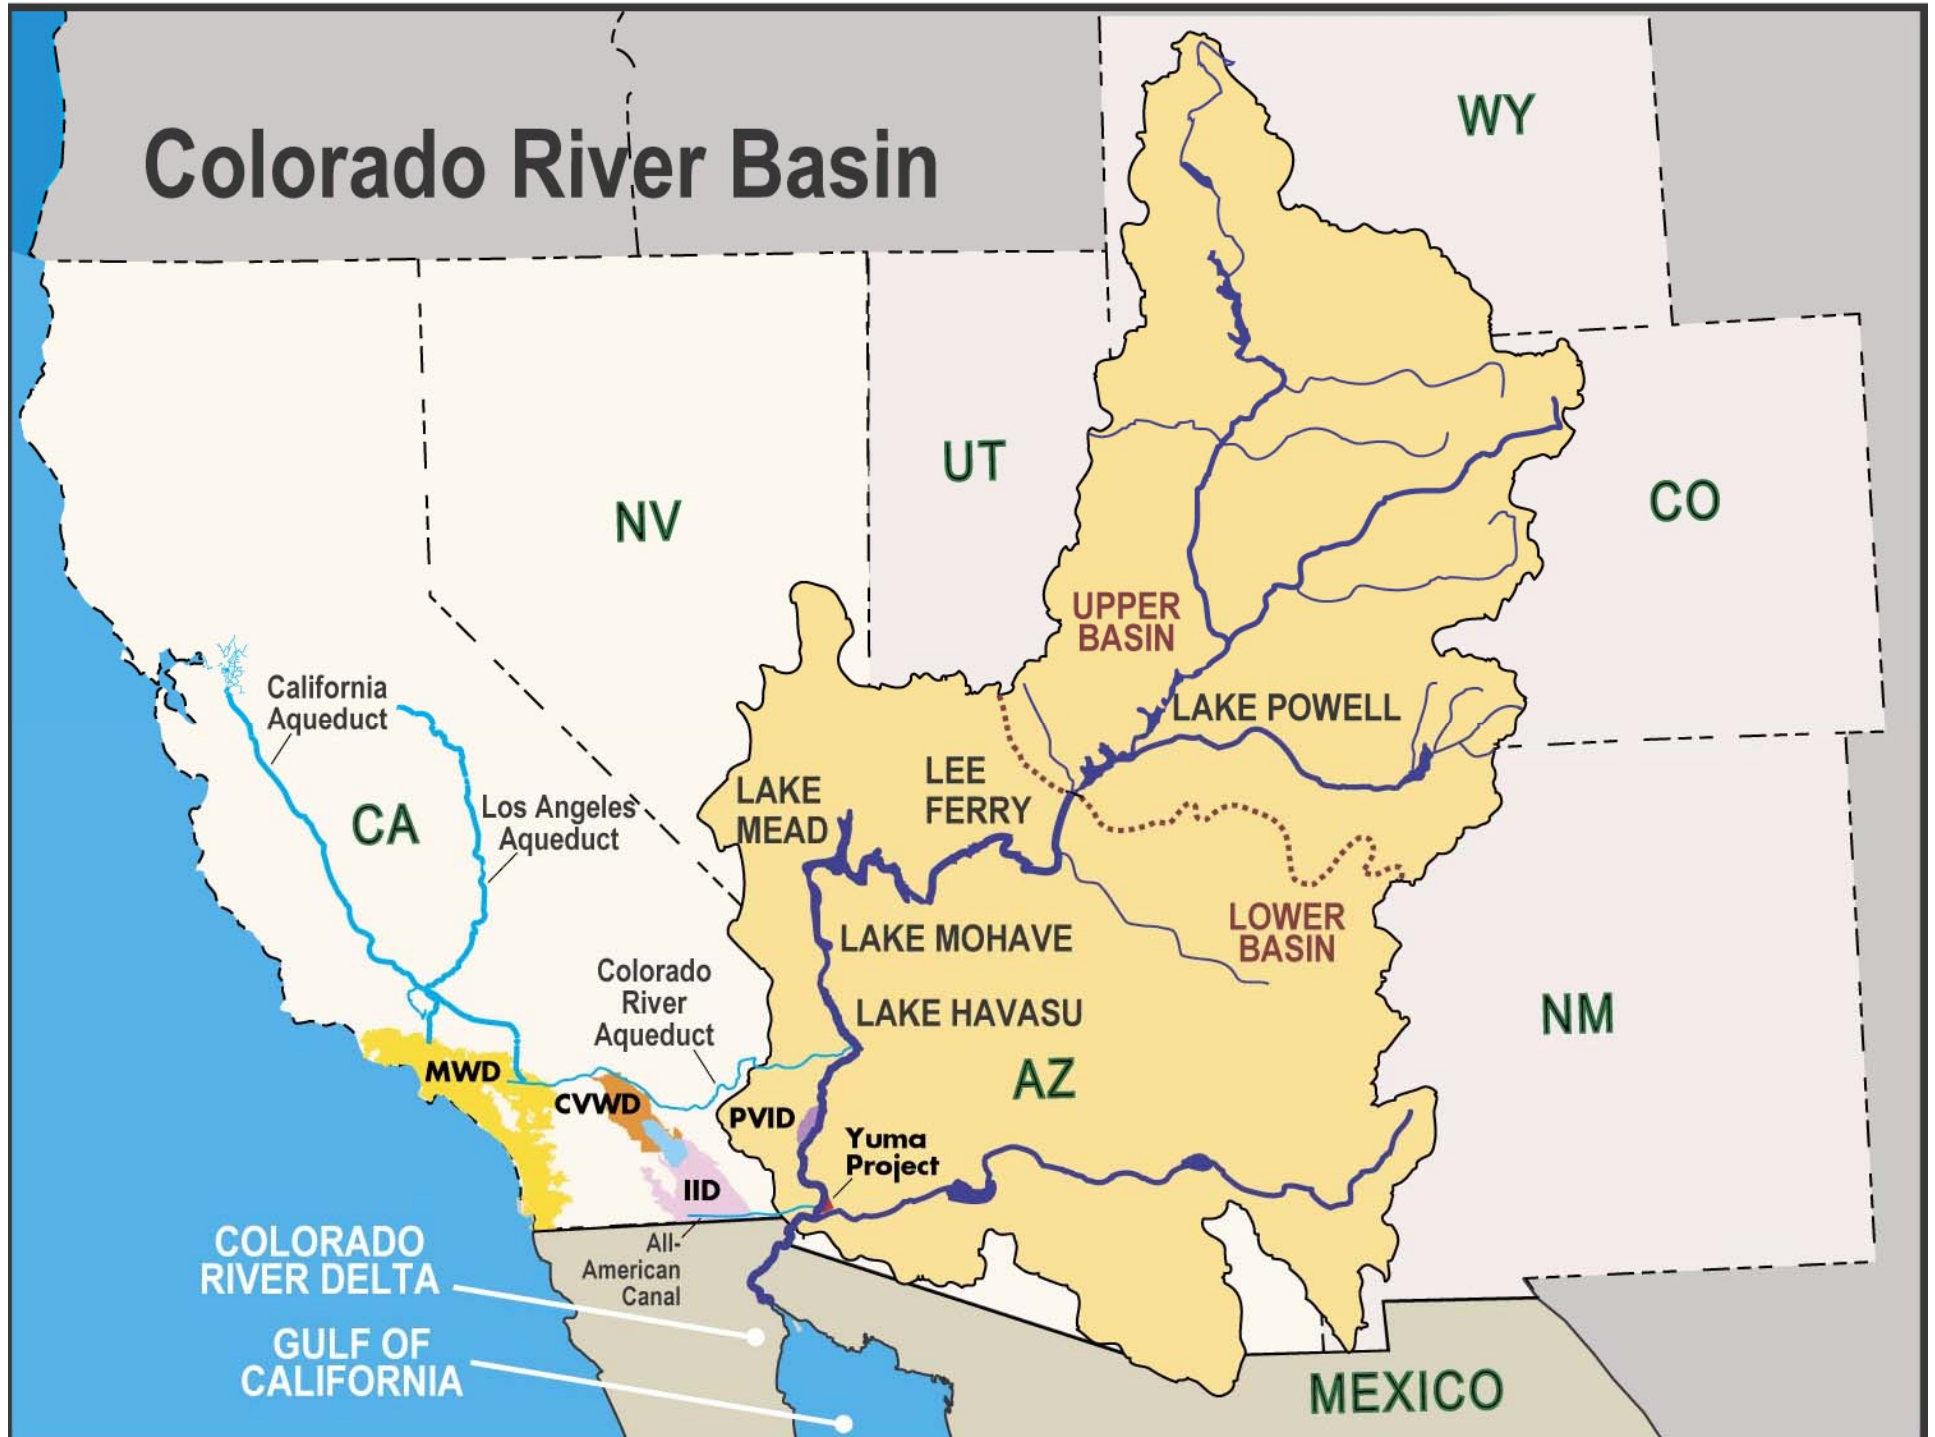 WY
Colorado River Basin
UT
CO
NV
UPPER
BASIN
California
Aqueduct
LAKE POWELL
LEE
FERRY
LAKE
MEAD
CA
Los Angeles
Aqueduct
LOWER
BASIN
LAKE MOHAVE
Colorado
River
Aqueduct
LAKE HAVASU
NM
MWD
AZ
CVWD
PVID
Yuma
Project
IID
All-
American
Canal
COLORADO
RIVER DELTA
GULF OF
CALIFORNIA
MEXICO